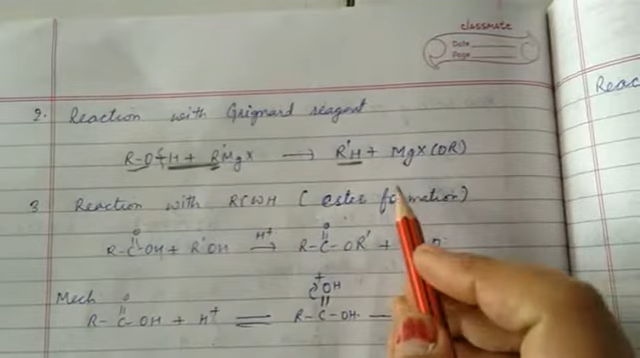 classmate
Date
Page
Reac
2. Reaction with Grignard reagent
R-O-H + R'MgX → R'H + MgX(OR)
3 Reaction with RCOOH (ester formation)
O
R-C-OH + R'OH H+ → R-C-OR' +
Mech
O
R-C-OH + H+ ⇌ R-C-OH
+OH